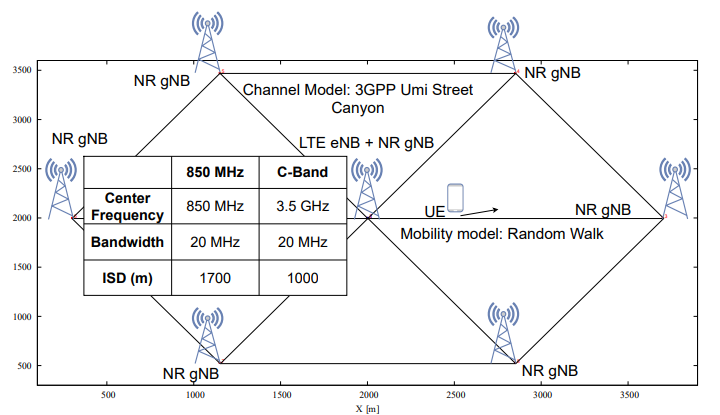 NR gNB
NR gNB
Channel Model: 3GPP Umi Street
Canyon
NR gNB
LTE eNB + NR gNB
850 MHz C-Band
Center
Frequency 850 MHz 3.5 GHz
Bandwidth 20 MHz 20 MHz
ISD (m) 1700 1000
UE
NR gNB
Mobility model: Random Walk
NR gNB
NR gNB
3500
3000
2500
2000
1500
1000
500
500 1000 1500 2000 2500 3000 3500
X [m]